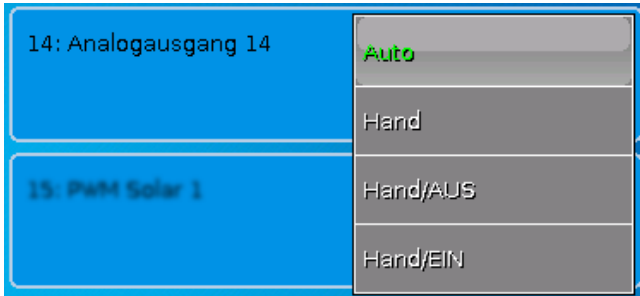 14: Analogausgang 14
Auto
Hand
15: PWM Solar 1
Hand/AUS
Hand/EIN